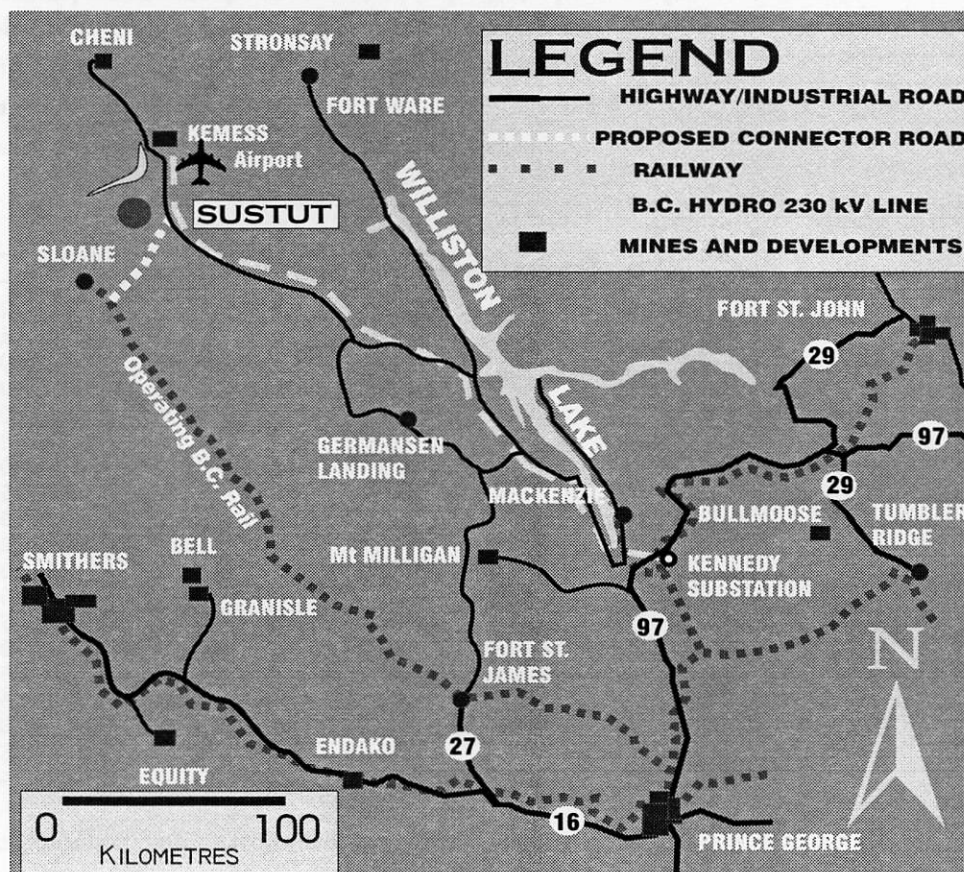 CHENI
STRONSAY
FORT WARE
KEMESS
Airport
SUSTUT
SLOANE
WILLISTON
LAKE
LEGEND
HIGHWAY/INDUSTRIAL ROAD
PROPOSED CONNECTOR ROAD
RAILWAY
B.C. HYDRO 230 kV LINE
MINES AND DEVELOPMENTS
FORT ST. JOHN
29
97
29
Operating B.C. Rail
GERMANSEN
LANDING
MACKENZIE
BULLMOOSE
TUMBLER
RIDGE
SMITHERS
BELL
GRANISLE
Mt MILLIGAN
KENNEDY
SUBSTATION
97
N
FORT ST.
JAMES
27
ENDAKO
EQUITY
16
PRINCE GEORGE
0 100
KILOMETRES